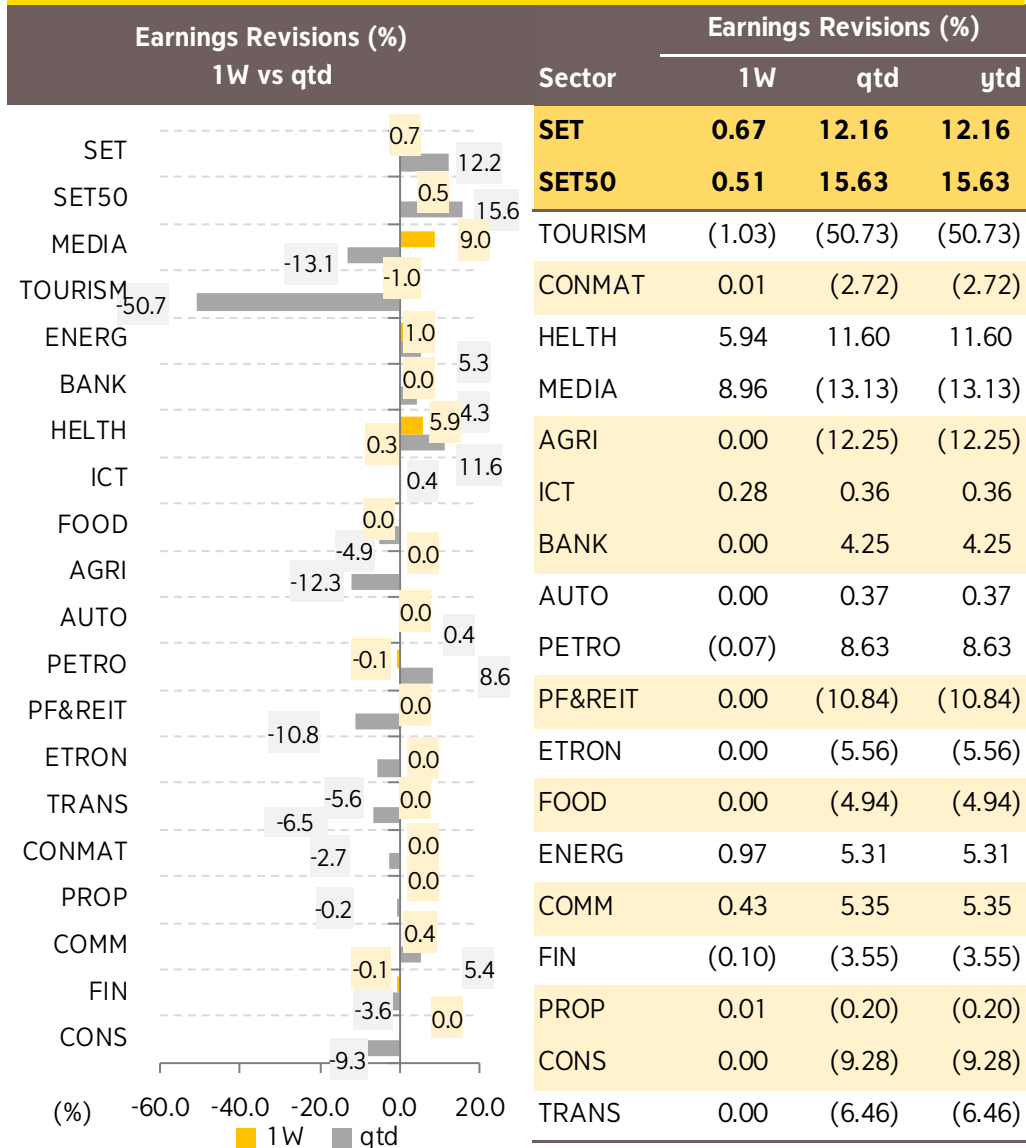 Earnings Revisions (%)
1W vs qtd
SET
0.7
12.2
SET50
0.5
15.6
MEDIA
9.0
-13.1
TOURISM
-1.0
-50.7
ENERG
1.0
5.3
BANK
0.0
4.3
HELTH
5.9
11.6
ICT
0.3
0.4
FOOD
0.0
-4.9
AGRI
0.0
-12.3
AUTO
0.0
0.4
PETRO
-0.1
8.6
PF&REIT
0.0
-10.8
ETRON
0.0
-5.6
TRANS
0.0
-6.5
CONMAT
0.0
-2.7
PROP
0.0
-0.2
COMM
0.4
5.4
FIN
-0.1
-3.6
CONS
0.0
-9.3
(%) -60.0 -40.0 -20.0 0.0 20.0
1W qtd
Earnings Revisions (%)
Sector 1W qtd ytd
SET 0.67 12.16 12.16
SET50 0.51 15.63 15.63
TOURISM (1.03) (50.73) (50.73)
CONMAT 0.01 (2.72) (2.72)
HELTH 5.94 11.60 11.60
MEDIA 8.96 (13.13) (13.13)
AGRI 0.00 (12.25) (12.25)
ICT 0.28 0.36 0.36
BANK 0.00 4.25 4.25
AUTO 0.00 0.37 0.37
PETRO (0.07) 8.63 8.63
PF&REIT 0.00 (10.84) (10.84)
ETRON 0.00 (5.56) (5.56)
FOOD 0.00 (4.94) (4.94)
ENERG 0.97 5.31 5.31
COMM 0.43 5.35 5.35
FIN (0.10) (3.55) (3.55)
PROP 0.01 (0.20) (0.20)
CONS 0.00 (9.28) (9.28)
TRANS 0.00 (6.46) (6.46)